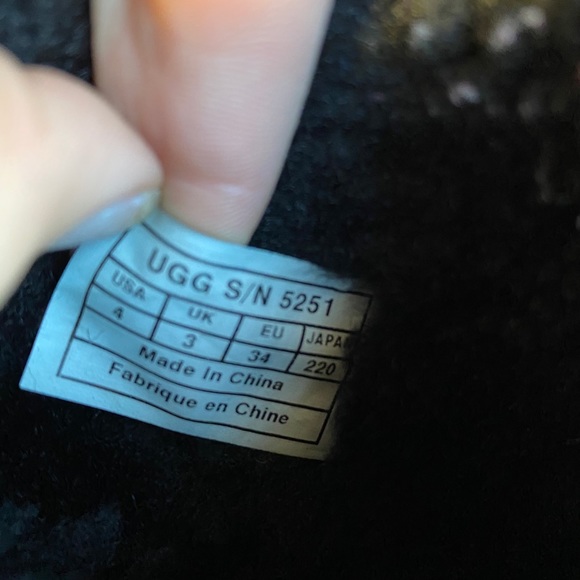 UGG S/N 5251
USA UK EU JAPA
4 3 34 220
Made In China
Fabrique en Chine